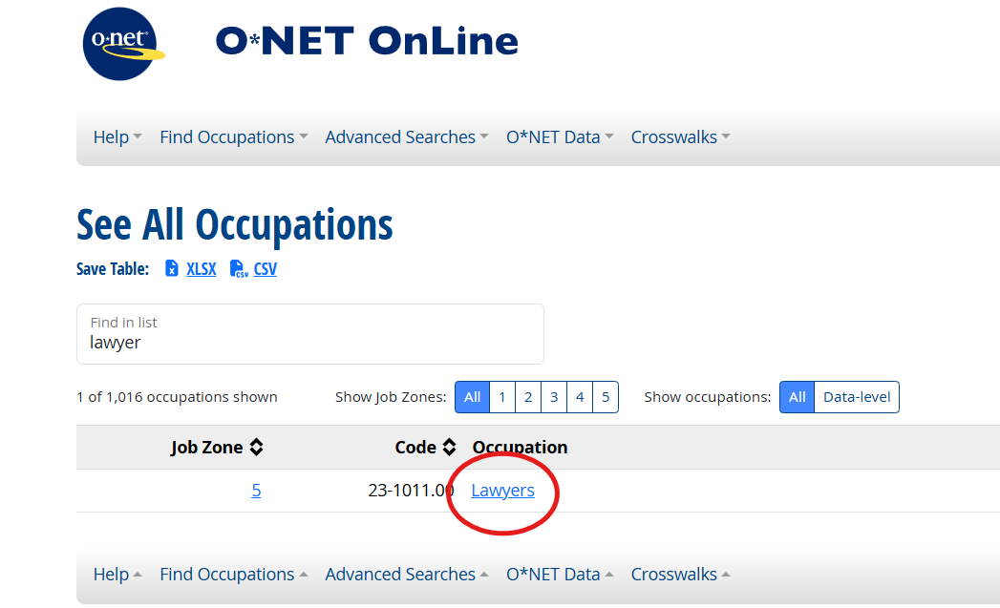 o*net®
O*NET OnLine
Help Find Occupations Advanced Searches O*NET Data Crosswalks
See All Occupations
Save Table: XLSX CSV CSV
Find in list
lawyer
1 of 1,016 occupations shown Show Job Zones: All 1 2 3 4 5 Show occupations: All Data-level
Job Zone Code Occupation
5 23-1011.00 Lawyers
Help Find Occupations Advanced Searches O*NET Data Crosswalks